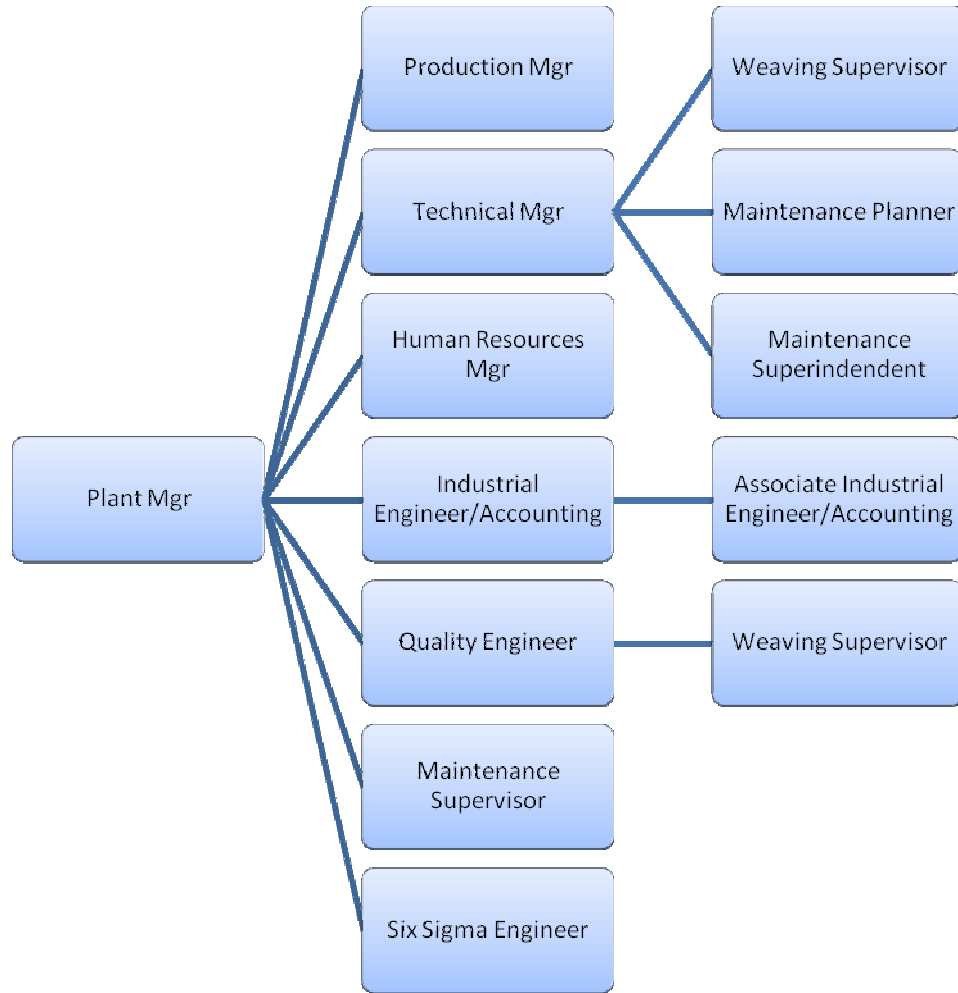 Production Mgr
Weaving Supervisor
Technical Mgr
Maintenance Planner
Human Resources
Mgr
Maintenance
Superindendent
Plant Mgr
Industrial
Engineer/Accounting
Associate Industrial
Engineer/Accounting
Quality Engineer
Weaving Supervisor
Maintenance
Supervisor
Six Sigma Engineer